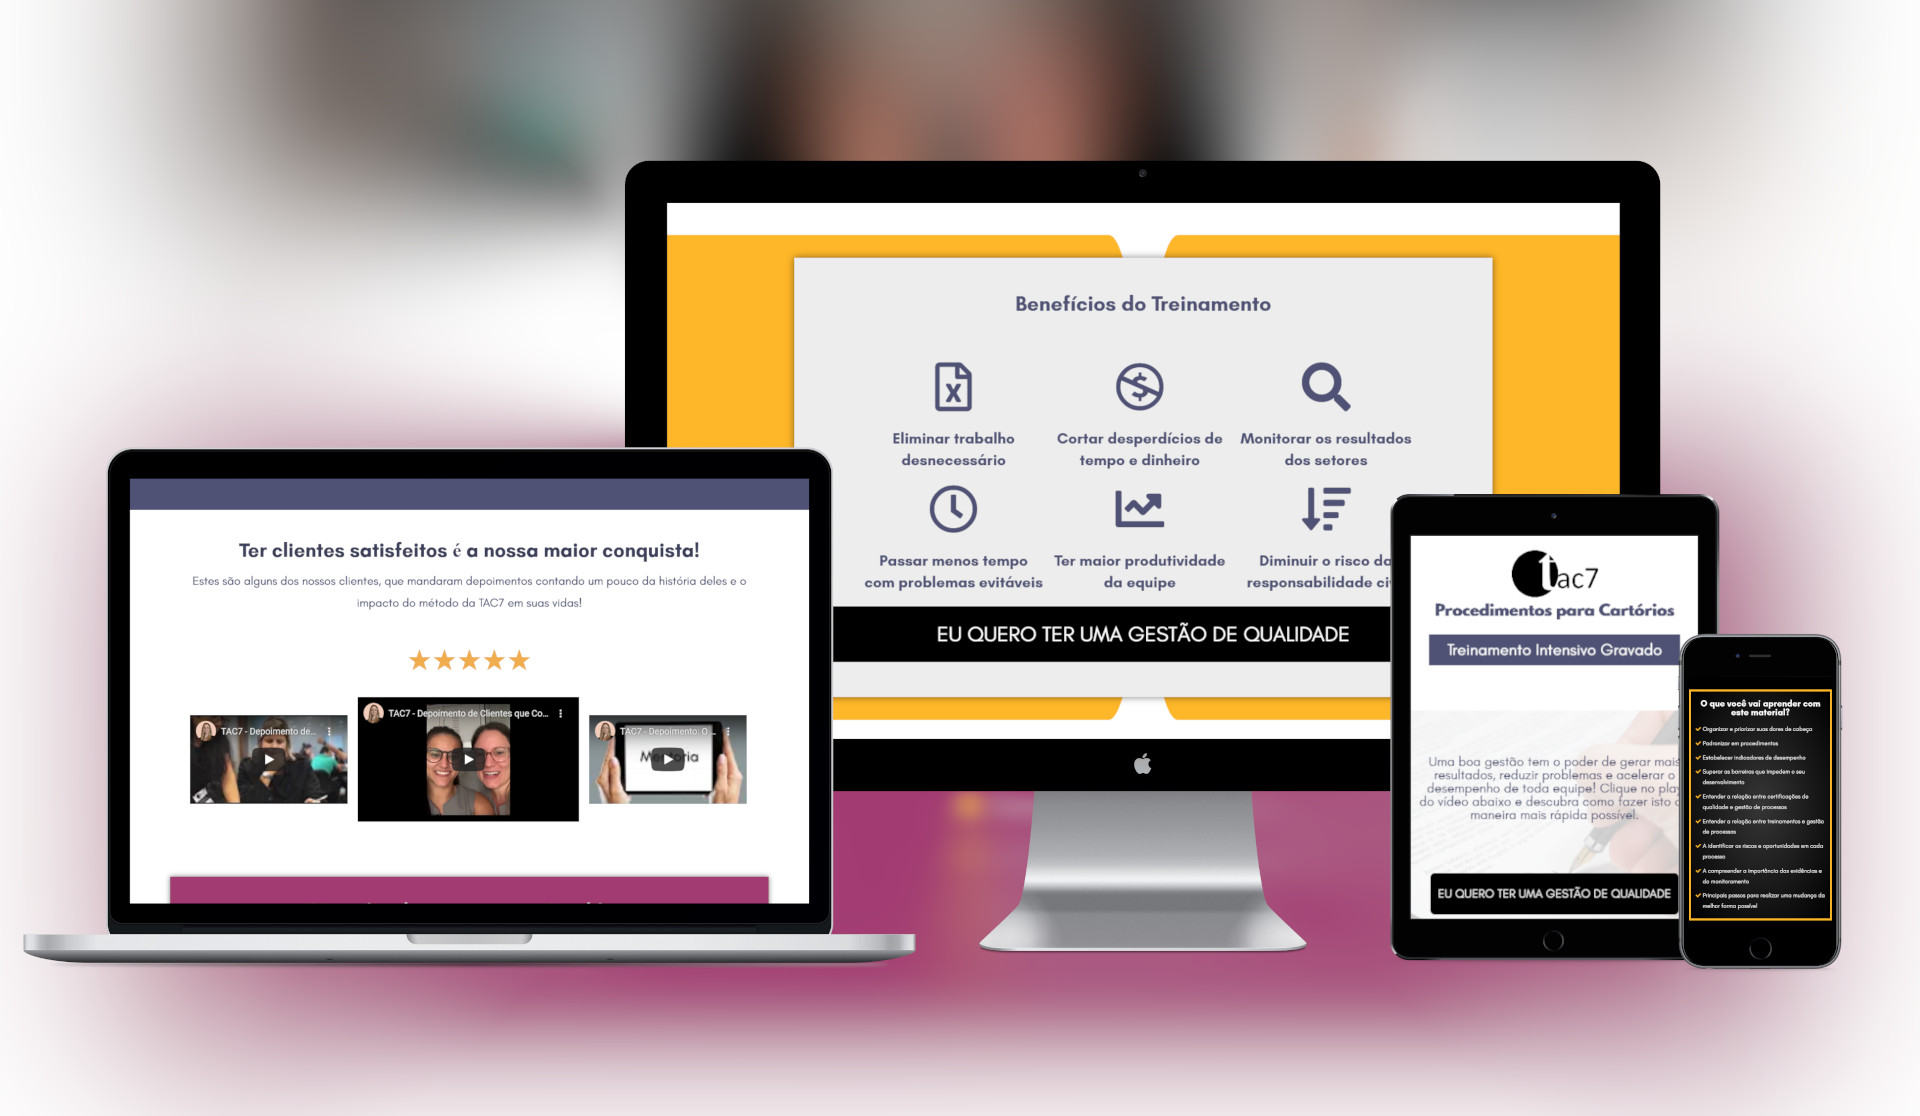 Benefícios do Treinamento
Eliminar trabalho
desnecessário
Cortar desperdícios de
tempo e dinheiro
Monitorar os resultados
dos setores
Passar menos tempo
com problemas evitáveis
Ter maior produtividade
da equipe
Diminuir o risco da
responsabilidade
EU QUERO TER UMA GESTÃO DE QUALIDADE
Ter clientes satisfeitos é a nossa maior conquista!
Estes são alguns dos nossos clientes, que mandaram depoimentos contando um pouco da história deles e o
impacto do método da TAC7 em suas vidas!
TAC7 - Depoimento de...
TAC7 - Depoimento de Clientes que Co...
TAC7 - Depoimento: O ...
tac7
Procedimentos para Cartórios
Treinamento Intensivo Gravado
Uma boa gestão tem o poder de gerar mais
resultados, reduzir problemas e acelerar o
desempenho de toda equipe! Clique no play
do vídeo abaixo e descubra como fazer isto
maneira mais rápida possível.
EU QUERO TER UMA GESTÃO DE QUALIDADE
O que você vai aprender com
este material?
Organizar e priorizar suas dores de cabeça
Padronizar em procedimentos
Estabelecer indicadores de desempenho
Superar as barreiras que impedem o seu
desenvolvimento
Entender a relação entre certificações de
qualidade e gestão de processos
Entender a relação entre treinamentos e gestão
de processos
A identificar os riscos e oportunidades em cada
processo
A compreender a importância das evidências e
do monitoramento
Principais passos para realizar uma mudança da
melhor forma possível